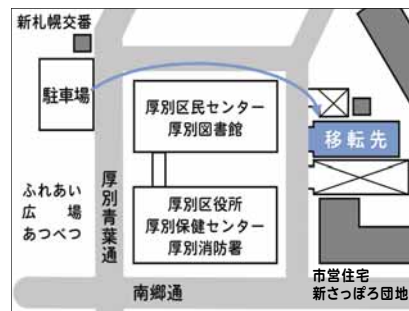 新札幌交番
駐車場
厚別区民センター
厚別図書館
移転先
ふれあい
広場
あつべつ
厚別青葉通
厚別区役所
厚別保健センター
厚別消防署
南郷通
市営住宅
新さっぽろ団地